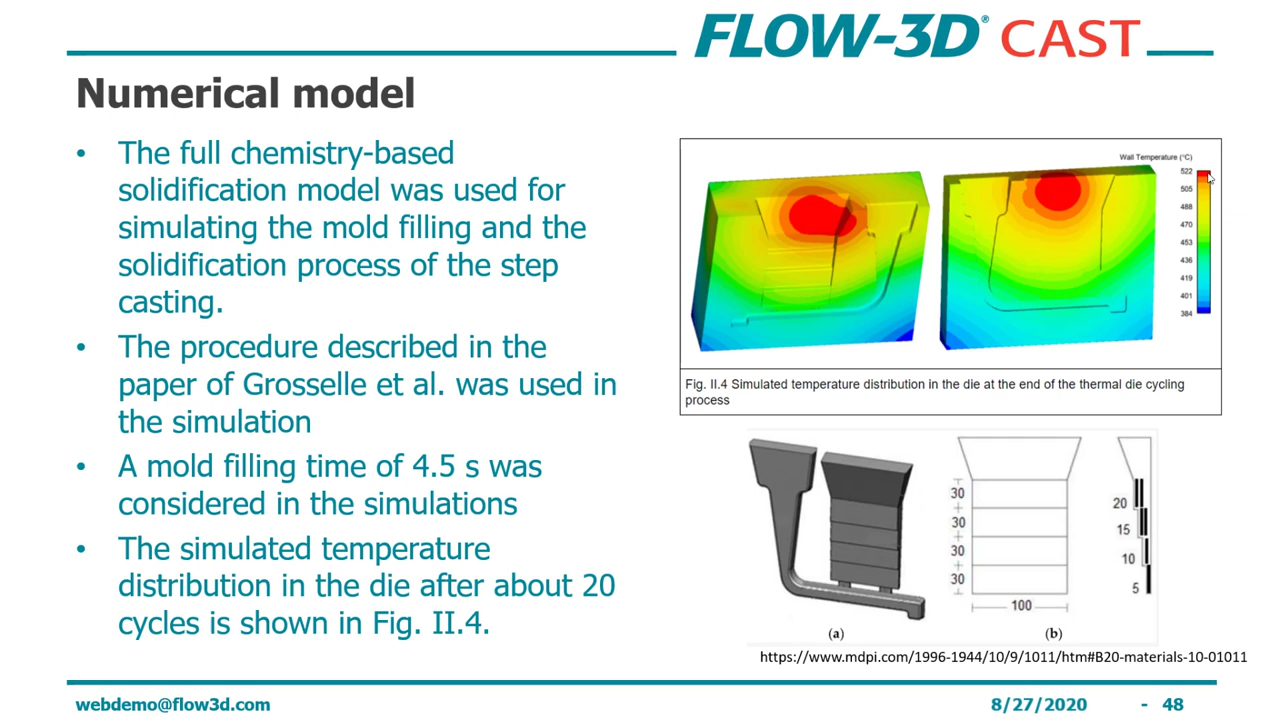 FLOW-3D® CAST
Numerical model
• The full chemistry-based
solidification model was used for
simulating the mold filling and the
solidification process of the step
casting.
• The procedure described in the
paper of Grosselle et al. was used in
the simulation
• A mold filling time of 4.5 s was
considered in the simulations
• The simulated temperature
distribution in the die after about 20
cycles is shown in Fig. II.4.
Wall Temperature (°C)
522
505
488
470
453
436
419
401
384
Fig. II.4 Simulated temperature distribution in the die at the end of the thermal die cycling
process
30
30
30
30
100
20
15
10
5
(a)
(b)
https://www.mdpi.com/1996-1944/10/9/1011/htm#B20-materials-10-01011
webdemo@flow3d.com
8/27/2020 - 48